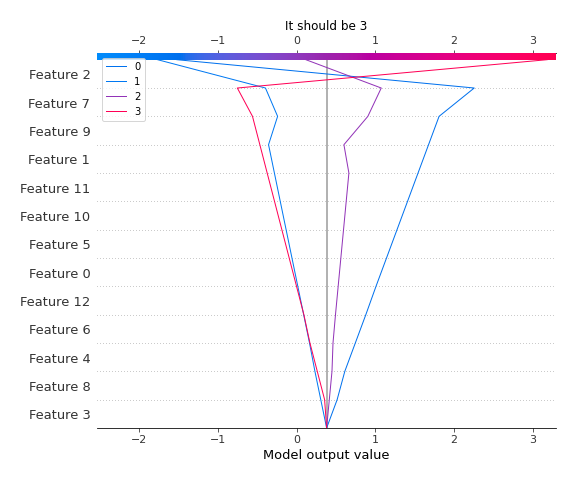 It should be 3
−2 −1 0 1 2 3
0
1
2
3
Feature 2
Feature 7
Feature 9
Feature 1
Feature 11
Feature 10
Feature 5
Feature 0
Feature 12
Feature 6
Feature 4
Feature 8
Feature 3
−2 −1 0 1 2 3
Model output value